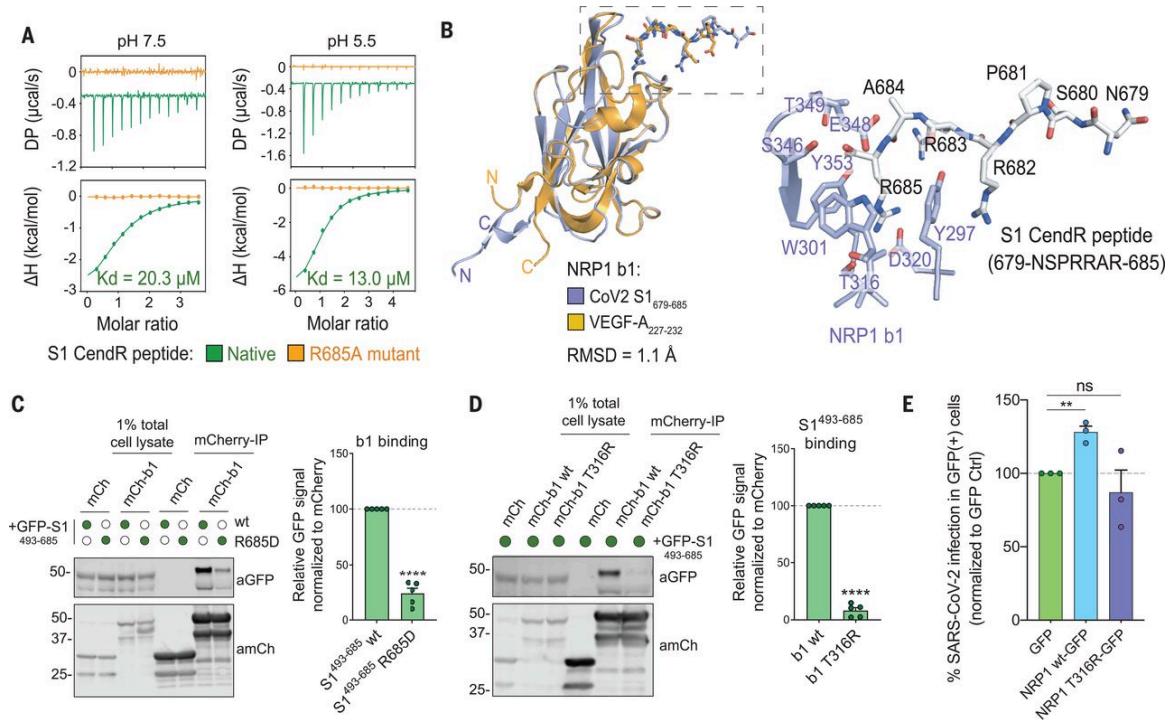 A
pH 7.5
pH 5.5
DP (µcal/s)
0
-0.4
-0.8
-1.2
DP (µcal/s)
0
-0.4
-0.8
-1.2
-1.6
ΔH (kcal/mol)
0
-1
-2
-3
Kd = 20.3 µM
0 1 2 3
Molar ratio
ΔH (kcal/mol)
0
-2
-4
-6
Kd = 13.0 µM
0 1 2 3 4
Molar ratio
S1 CendR peptide: Native R685A mutant
B
N
C
N
C
NRP1 b1:
CoV2 S1679-685
VEGF-A227-232
RMSD = 1.1 Å
T349
E348
S346
Y353
W301
T316
D320
Y297
A684
R683
R685
P681
S680
N679
R682
S1 CendR peptide
(679-NSPRRAR-685)
NRP1 b1
C
1% total
cell lysate
mCherry-IP
mCh
mCh-b1
mCh
mCh-b1
+GFP-S1
493-685
wt
R685D
50-
aGFP
50-
37-
25-
amCh
b1 binding
Relative GFP signal
normalized to mCherry
150
100
50
0
****
S1493-685 wt
S1493-685 R685D
D
1% total
cell lysate
mCherry-IP
mCh
mCh-b1 wt
mCh-b1 T316R
mCh
mCh-b1 wt
mCh-b1 T316R
+GFP-S1
493-685
50-
aGFP
50-
37-
25-
amCh
S1493-685
binding
Relative GFP signal
normalized to mCherry
150
100
50
0
****
b1 wt
b1 T316R
E
% SARS-CoV-2 infection in GFP(+) cells
(normalized to GFP Ctrl)
150
100
50
0
ns
**
GFP
NRP1 wt-GFP
NRP1 T316R-GFP